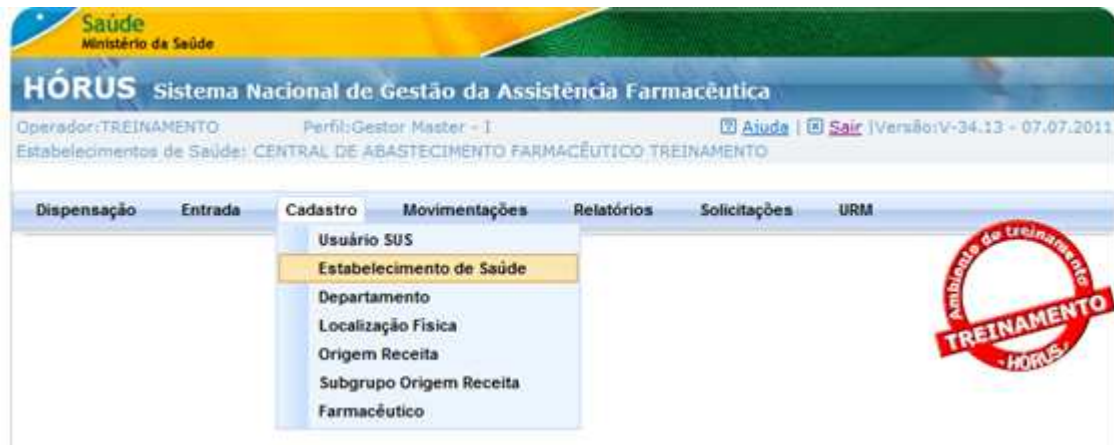 Saúde
Ministério da Saúde
HÓRUS Sistema Nacional de Gestão da Assistência Farmacêutica
Operador:TREINAMENTO Perfil:Gestor Master - I Ajuda | Sair |Versão:V-34.13 - 07.07.2011
Estabelecimentos de Saúde: CENTRAL DE ABASTECIMENTO FARMACÊUTICO TREINAMENTO
Dispensação Entrada Cadastro Movimentações Relatórios Solicitações URM
Usuário SUS
Estabelecimento de Saúde
Departamento
Localização Física
Origem Receita
Subgrupo Origem Receita
Farmacêutico
Ambiente de treinamento
TREINAMENTO
- HÓRUS -